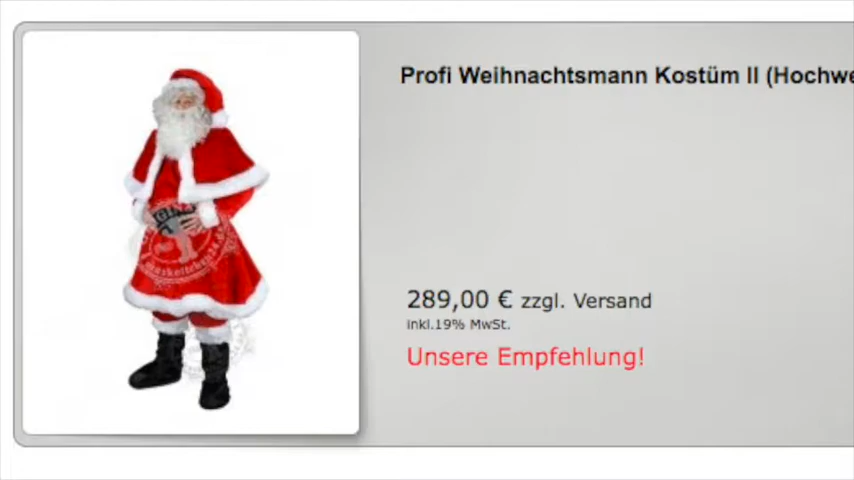 Profi Weihnachtsmann Kostüm II (Hochwe
289,00 € zzgl. Versand
inkl.19% MwSt.
Unsere Empfehlung!